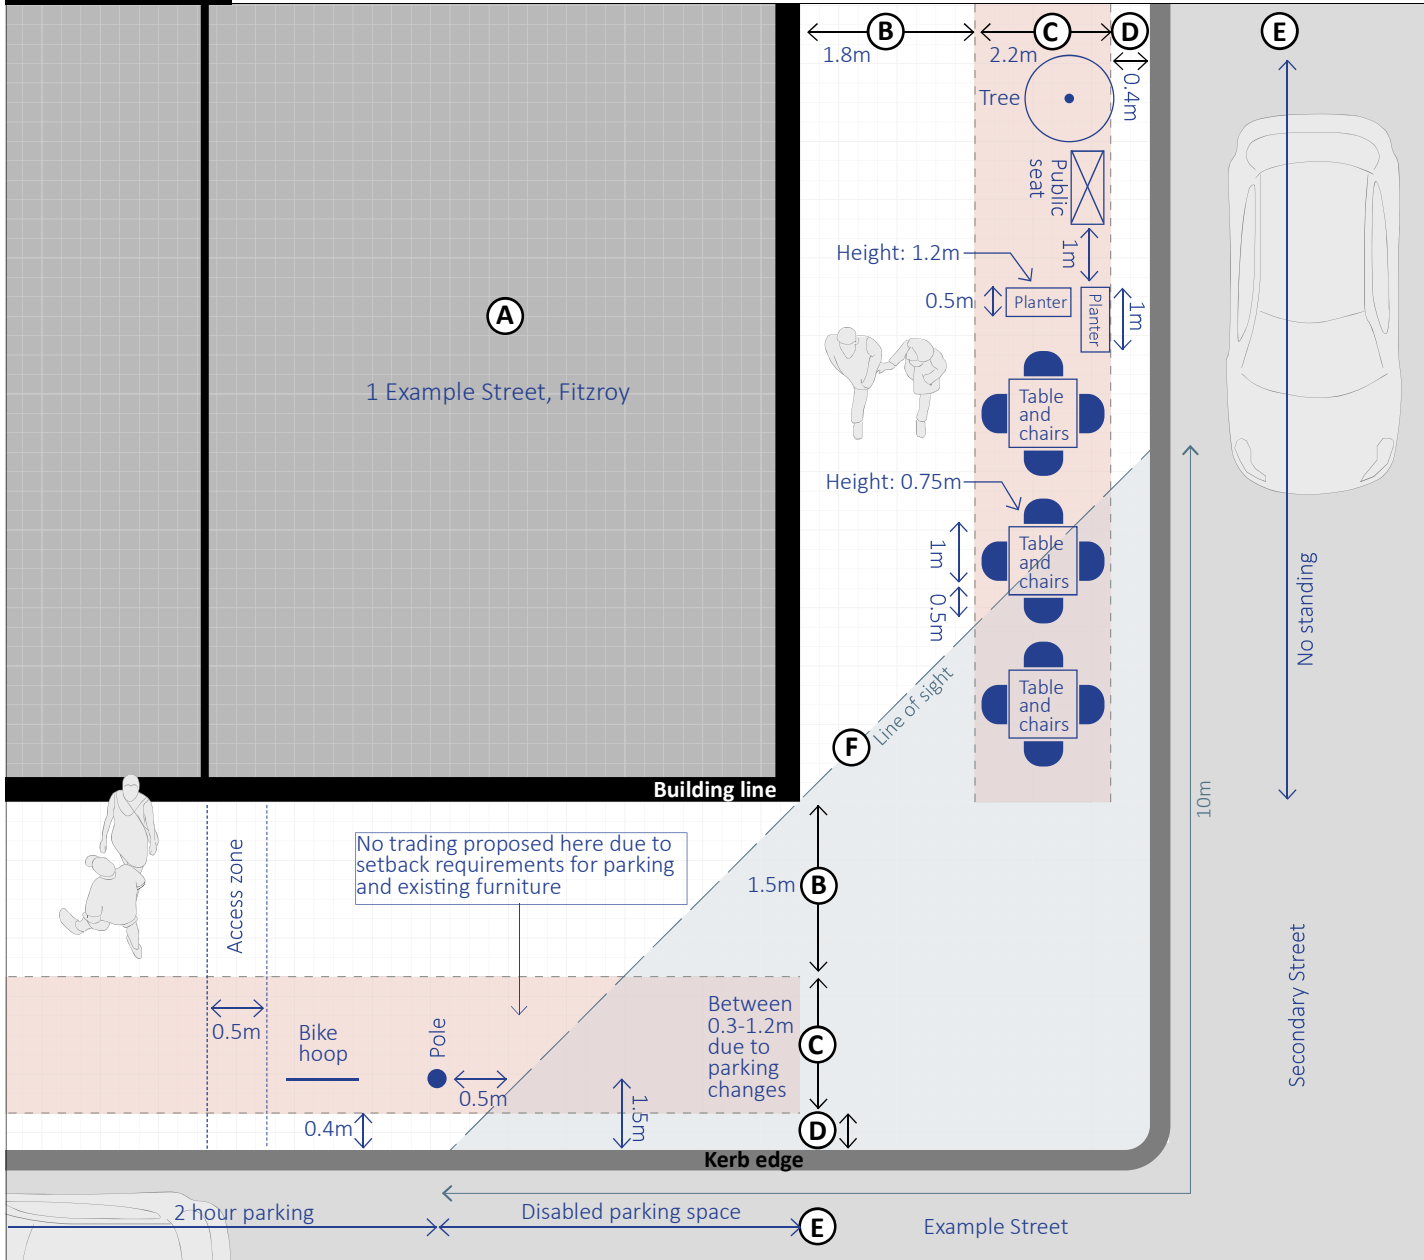 B
C
D
E
1.8m
2.2m
0.4m
Tree
Public
seat
1m
Height: 1.2m
0.5m
Planter
Planter
1m
A
1 Example Street, Fitzroy
Table
and
chairs
Height: 0.75m
1m
0.5m
Table
and
chairs
No standing
Line of sight
F
Table
and
chairs
Building line
10m
No trading proposed here due to
setback requirements for parking
and existing furniture
Access zone
1.5m
B
Secondary Street
0.5m
Bike
hoop
Pole
0.5m
Between
0.3-1.2m
due to
parking
changes
C
0.4m
1.5m
D
Kerb edge
2 hour parking
Disabled parking space
E
Example Street